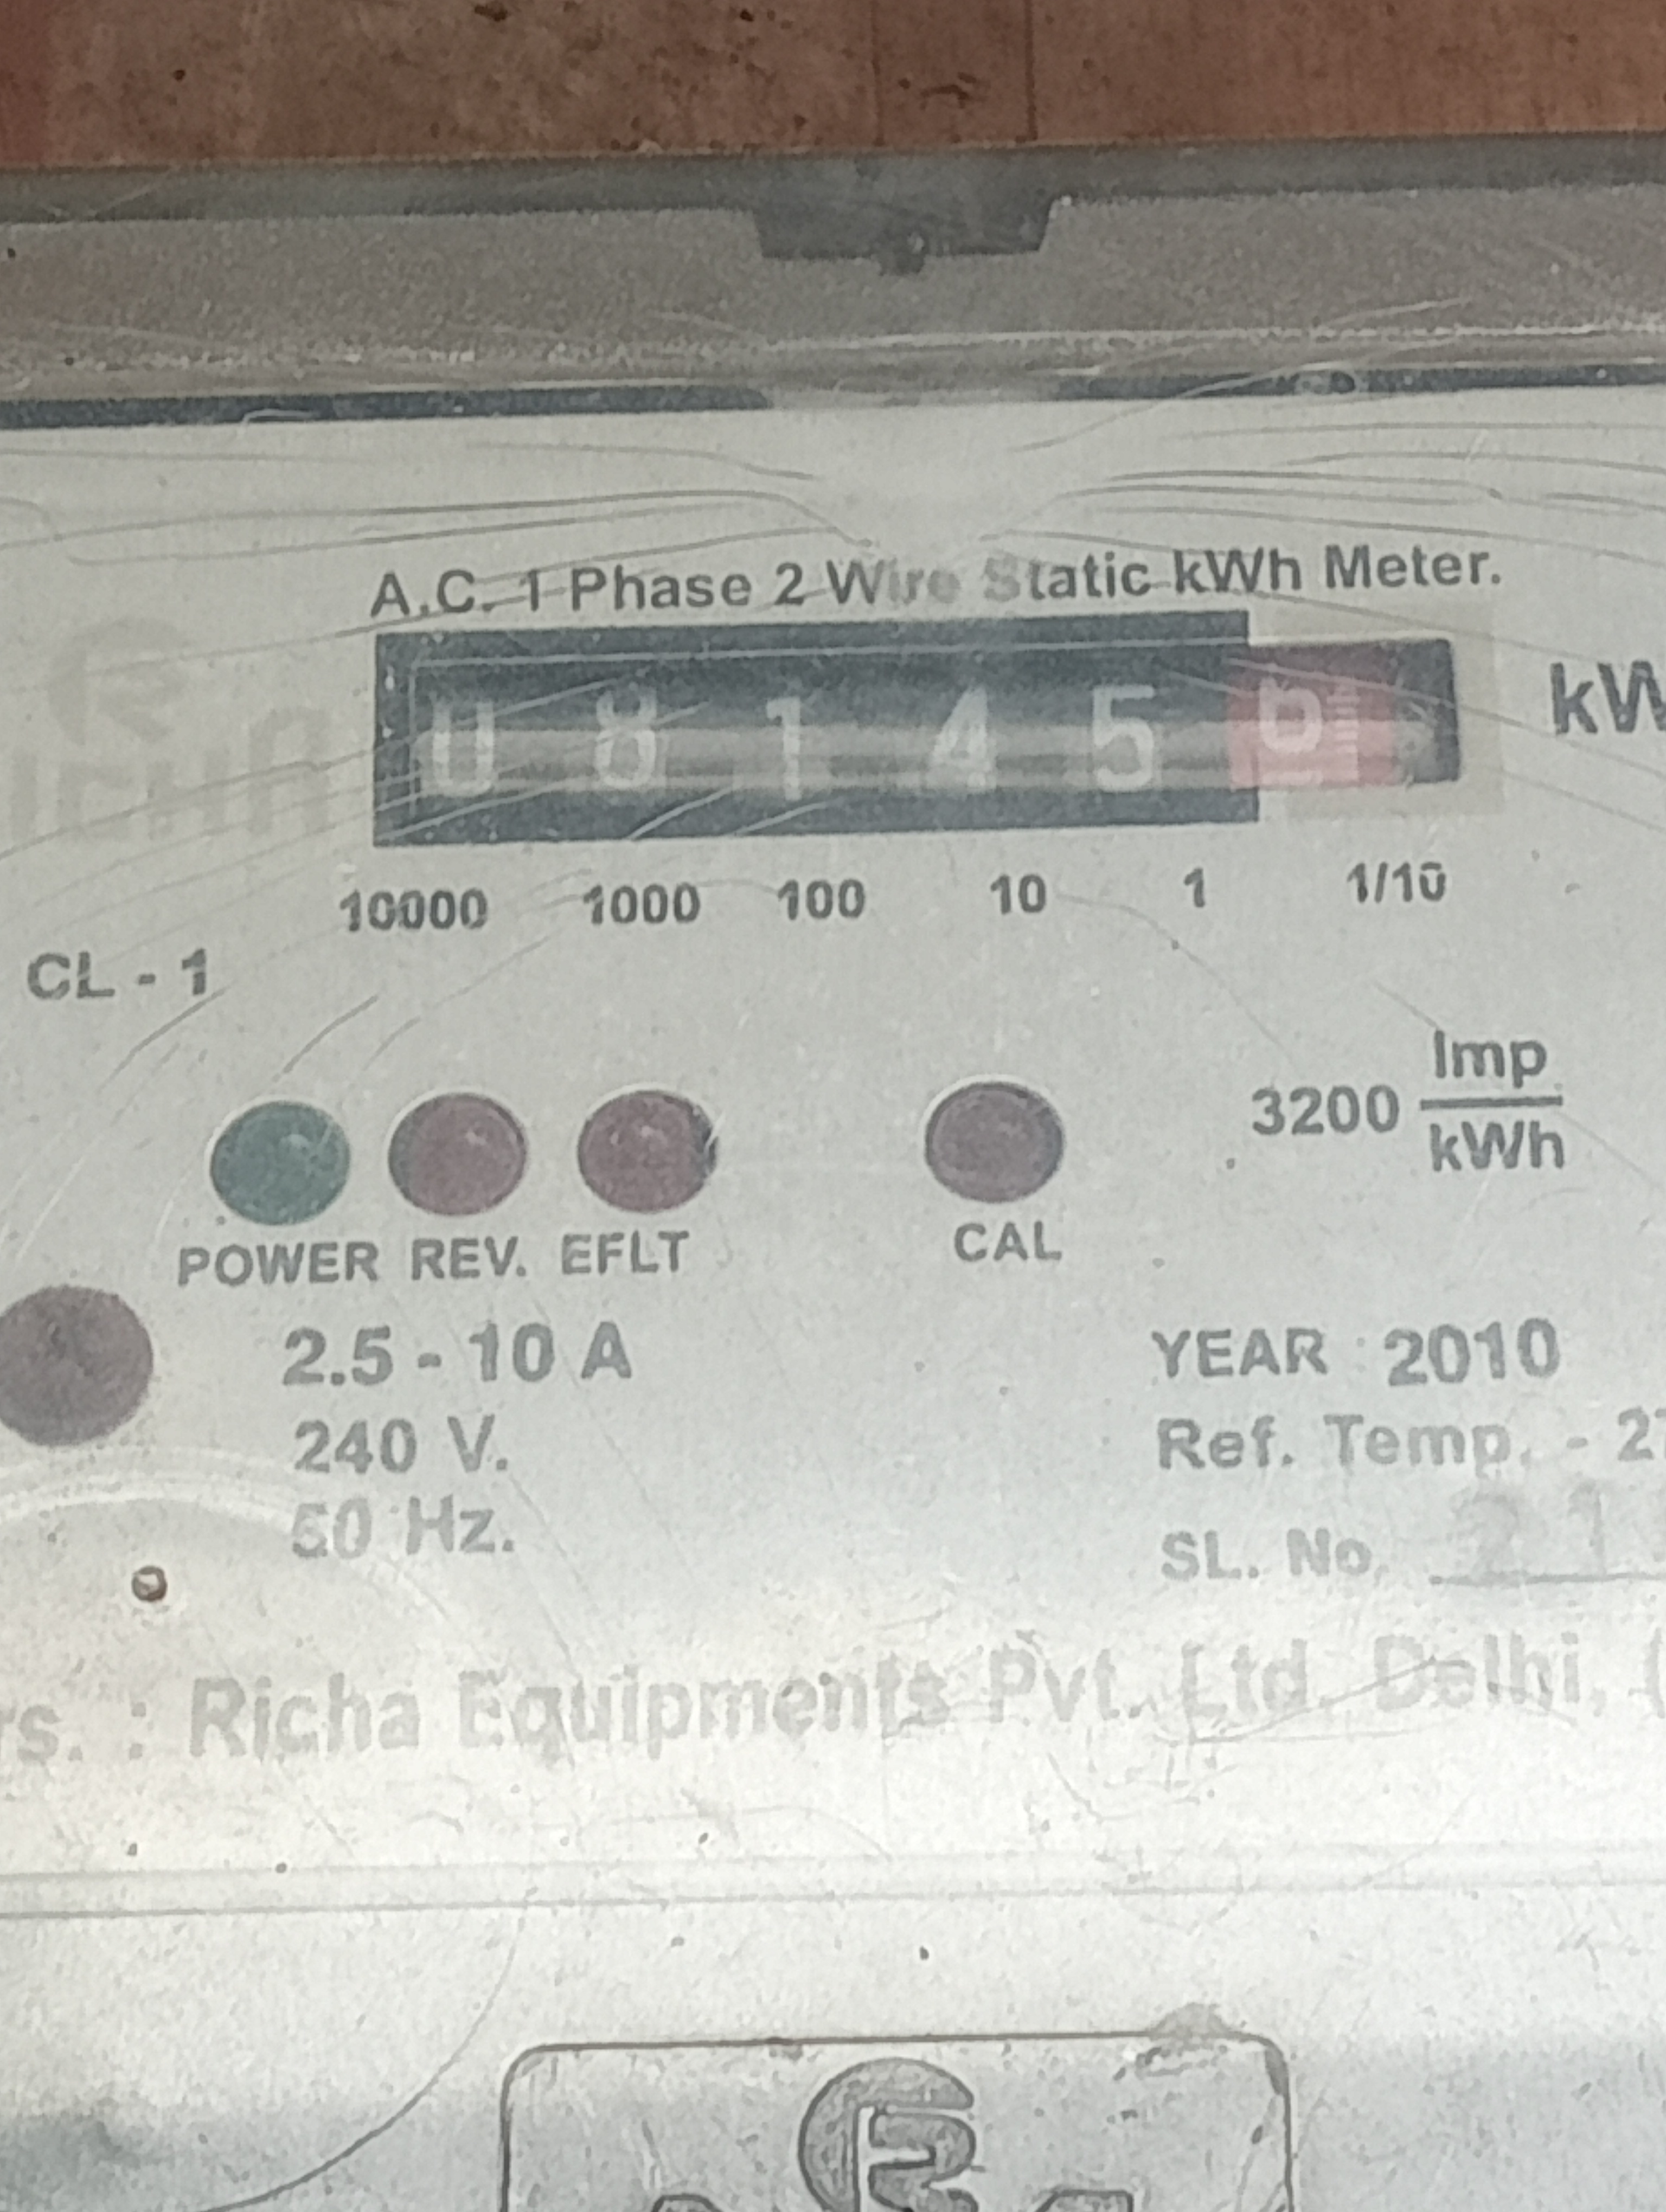 A.C. 1 Phase 2 Wire Static kWh Meter.
0 8 1 4 5
10000 1000 100 10 1 1/10
CL - 1
3200 Imp
kWh
POWER REV. EFLT CAL
2.5 - 10 A
YEAR 2010
240 V.
Ref. Temp. -
50 Hz.
SL. No.
Richa Equipments Pvt. Ltd. Delhi,